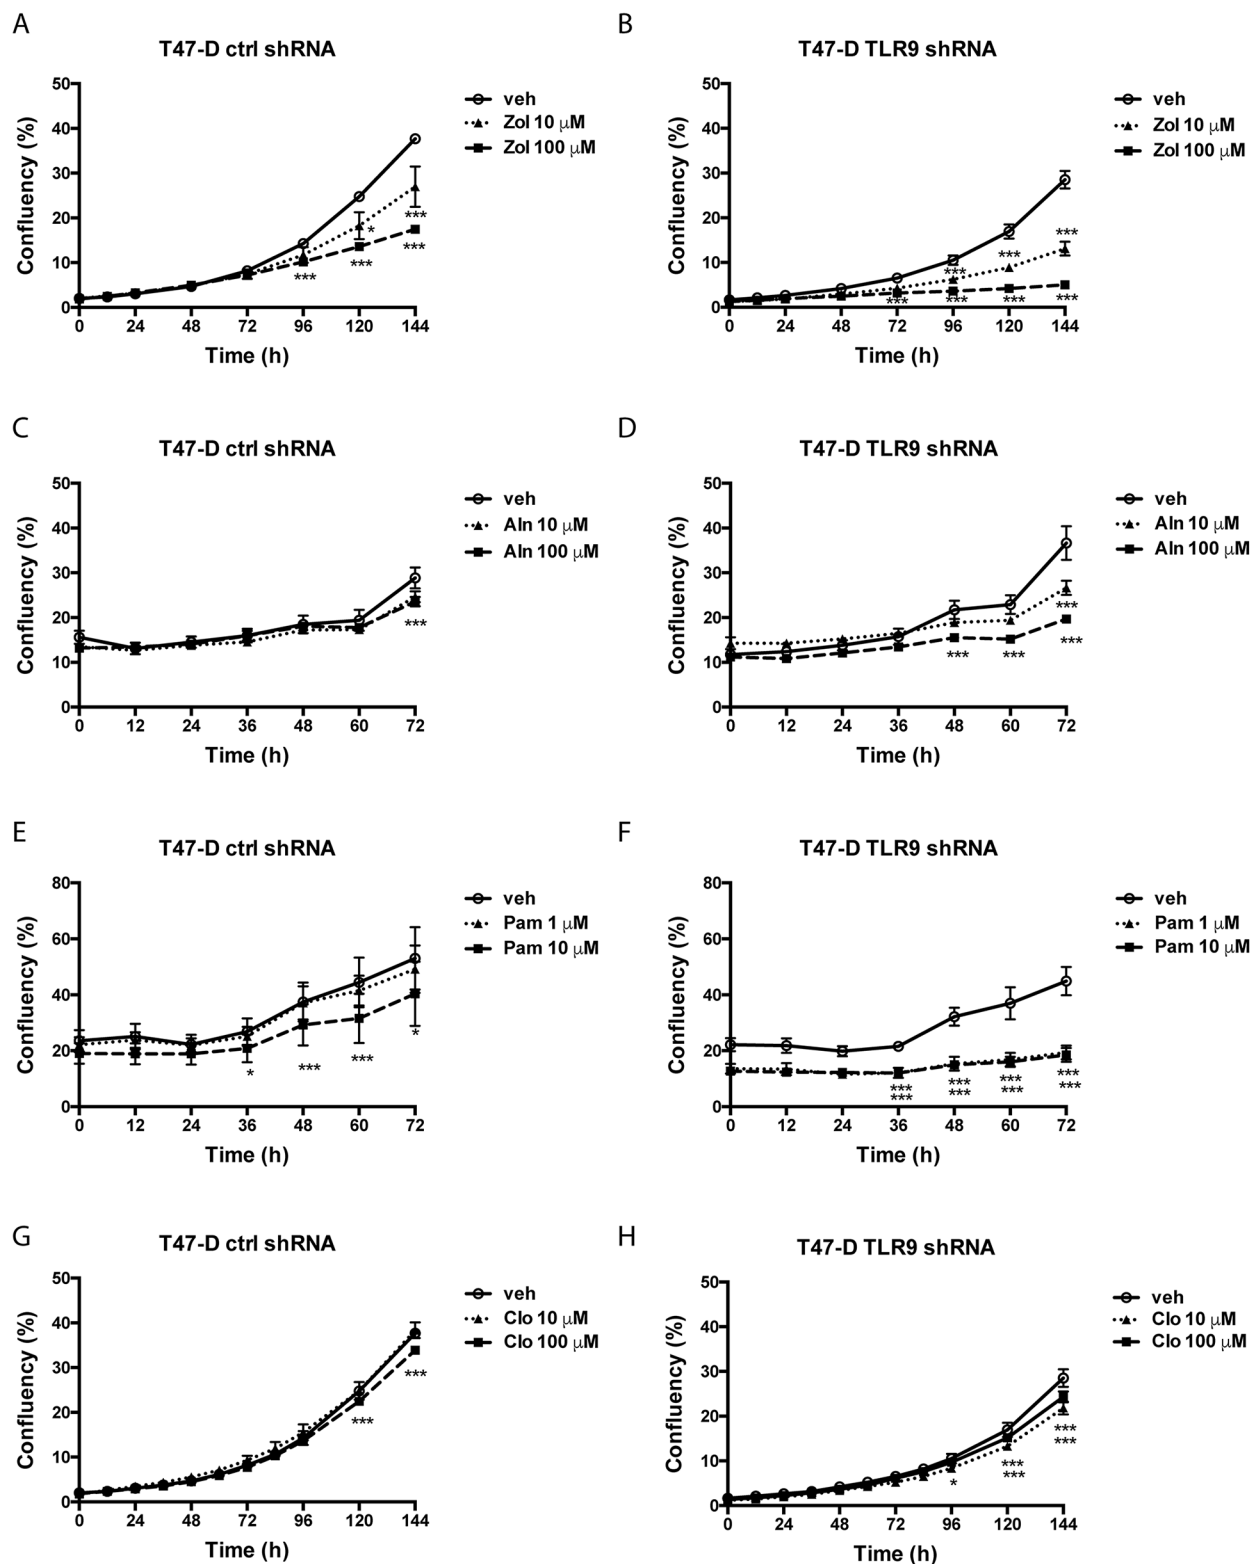 A
T47-D ctrl shRNA
50
40
30
20
10
0
Confluency (%)
0 24 48 72 96 120 144
Time (h)
veh
Zol 10 μM
Zol 100 μM
***
***
*
***
***
B
T47-D TLR9 shRNA
50
40
30
20
10
0
Confluency (%)
0 24 48 72 96 120 144
Time (h)
veh
Zol 10 μM
Zol 100 μM
***
***
***
***
***
***
***
C
T47-D ctrl shRNA
50
40
30
20
10
0
Confluency (%)
0 12 24 36 48 60 72
Time (h)
veh
Aln 10 μM
Aln 100 μM
***
D
T47-D TLR9 shRNA
50
40
30
20
10
0
Confluency (%)
0 12 24 36 48 60 72
Time (h)
veh
Aln 10 μM
Aln 100 μM
***
***
***
***
E
T47-D ctrl shRNA
80
60
40
20
0
Confluency (%)
0 12 24 36 48 60 72
Time (h)
veh
Pam 1 μM
Pam 10 μM
*
***
***
*
F
T47-D TLR9 shRNA
80
60
40
20
0
Confluency (%)
0 12 24 36 48 60 72
Time (h)
veh
Pam 1 μM
Pam 10 μM
***
***
***
***
***
***
***
***
G
T47-D ctrl shRNA
50
40
30
20
10
0
Confluency (%)
0 24 48 72 96 120 144
Time (h)
veh
Clo 10 μM
Clo 100 μM
***
***
H
T47-D TLR9 shRNA
50
40
30
20
10
0
Confluency (%)
0 24 48 72 96 120 144
Time (h)
veh
Clo 10 μM
Clo 100 μM
*
***
***
***
***